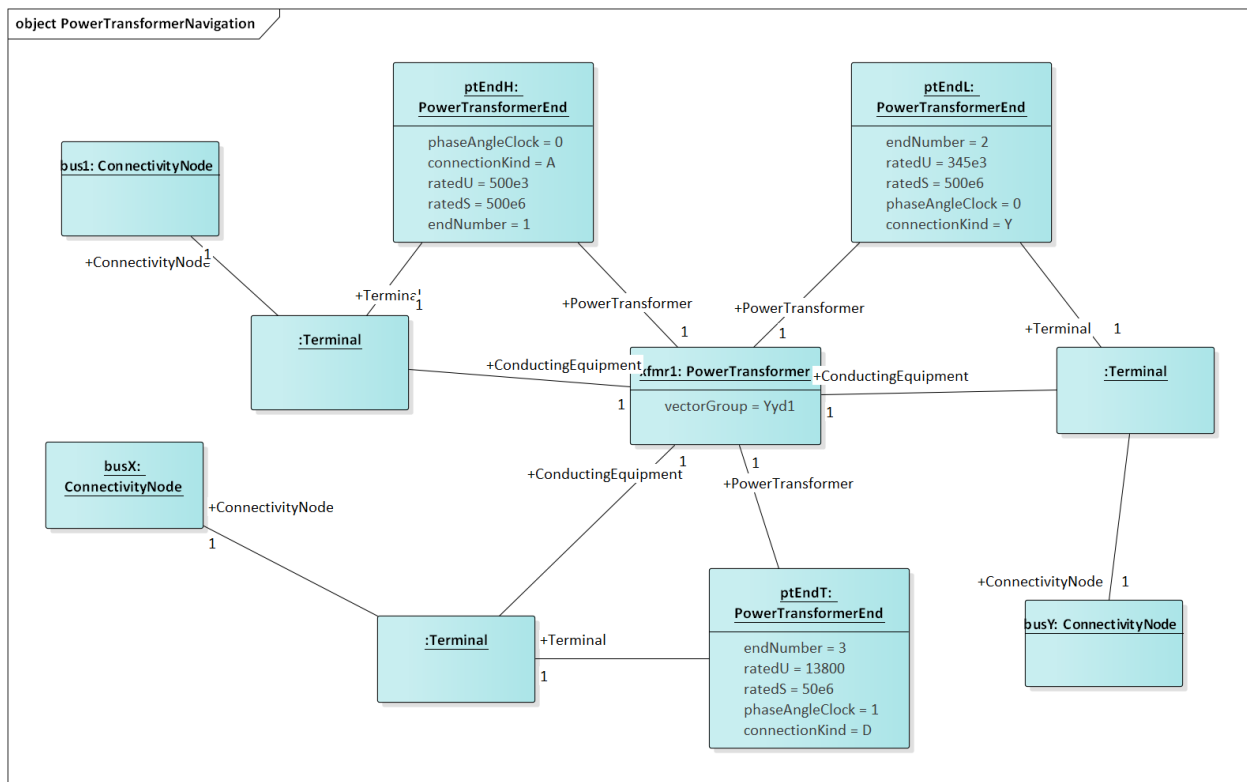 object PowerTransformerNavigation
ptEndH:
PowerTransformerEnd
phaseAngleClock = 0
connectionKind = A
ratedU = 500e3
ratedS = 500e6
endNumber = 1
ptEndL:
PowerTransformerEnd
endNumber = 2
ratedU = 345e3
ratedS = 500e6
phaseAngleClock = 0
connectionKind = Y
bus1: ConnectivityNode
1
+ConnectivityNode
+Terminal
1
+PowerTransformer
1
+PowerTransformer
1
+Terminal
1
:Terminal
+ConductingEquipment
1
xfmr1: PowerTransformer
vectorGroup = Yyd1
+ConductingEquipment
1
:Terminal
busX:
ConnectivityNode
+ConnectivityNode
1
+ConductingEquipment
1
1
+PowerTransformer
:Terminal
+Terminal
1
ptEndT:
PowerTransformerEnd
endNumber = 3
ratedU = 13800
ratedS = 50e6
phaseAngleClock = 1
connectionKind = D
+ConnectivityNode
1
busY: ConnectivityNode